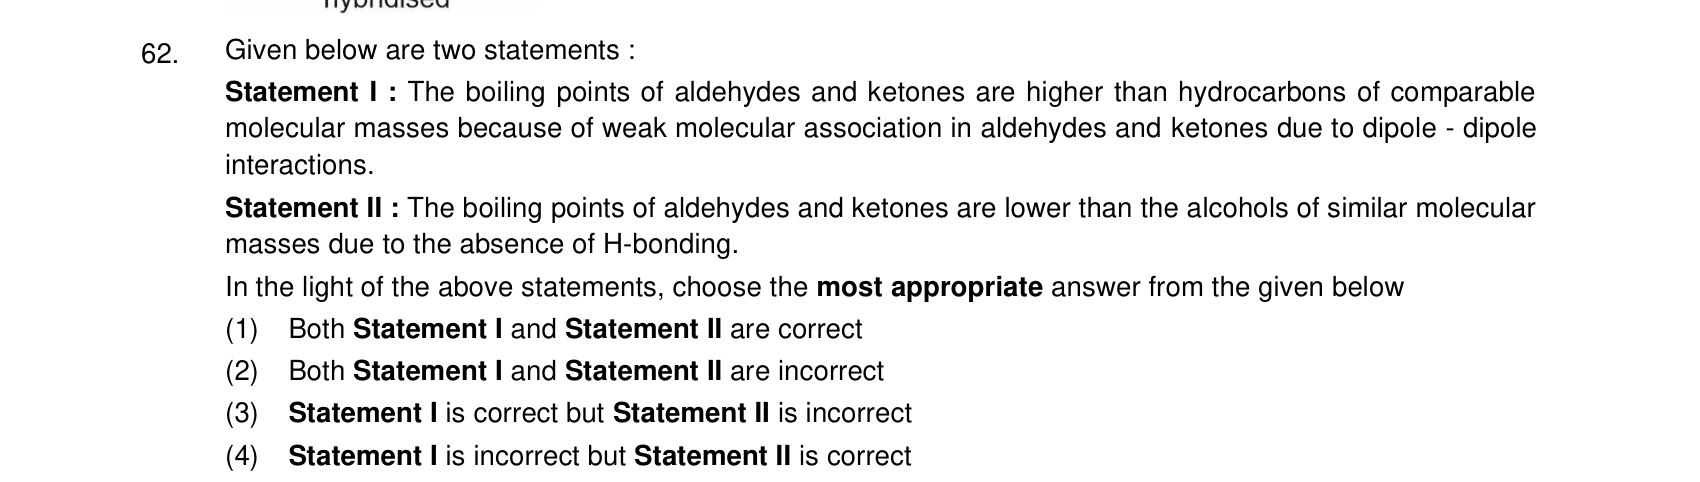 hybridised
62. Given below are two statements :
Statement I : The boiling points of aldehydes and ketones are higher than hydrocarbons of comparable
molecular masses because of weak molecular association in aldehydes and ketones due to dipole - dipole
interactions.
Statement II : The boiling points of aldehydes and ketones are lower than the alcohols of similar molecular
masses due to the absence of H-bonding.
In the light of the above statements, choose the most appropriate answer from the given below
(1) Both Statement I and Statement II are correct
(2) Both Statement I and Statement II are incorrect
(3) Statement I is correct but Statement II is incorrect
(4) Statement I is incorrect but Statement II is correct